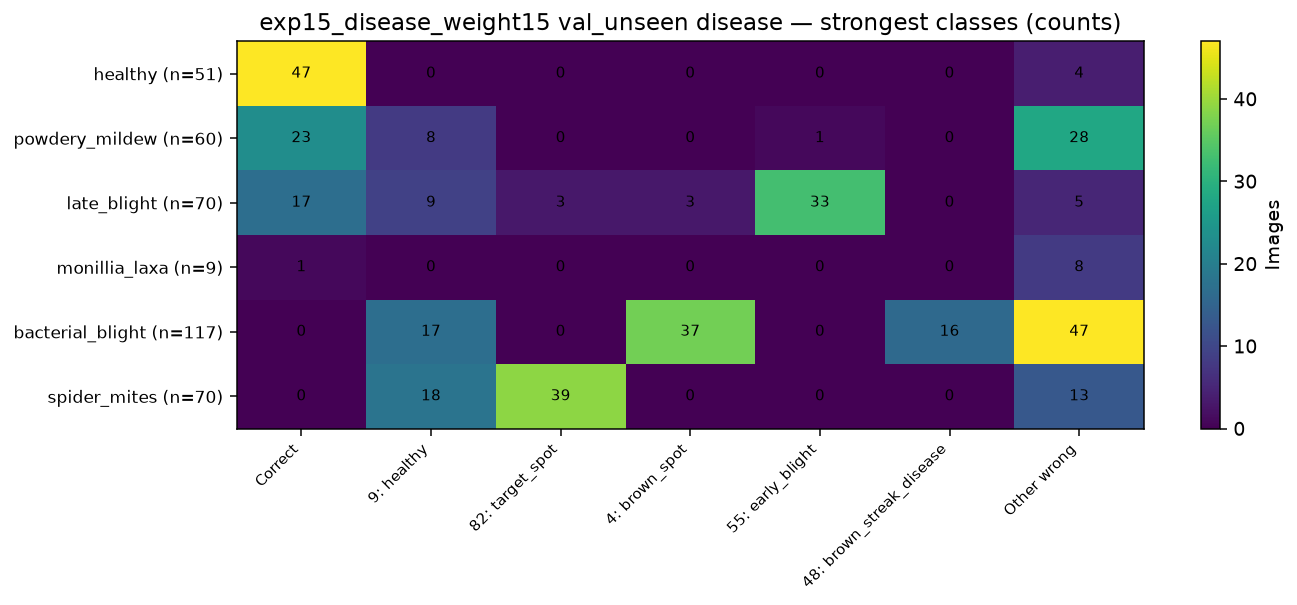 exp15_disease_weight15 val_unseen disease — strongest classes (counts)
healthy (n=51) 47 0 0 0 0 0 4
powdery_mildew (n=60) 23 8 0 0 1 0 28
late_blight (n=70) 17 9 3 3 33 0 5
monillia_laxa (n=9) 1 0 0 0 0 0 8
bacterial_blight (n=117) 0 17 0 37 0 16 47
spider_mites (n=70) 0 18 39 0 0 0 13
Correct
9: healthy
82: target_spot
4: brown_spot
55: early_blight
48: brown_streak_disease
Other wrong
40
30
20
10
0
Images